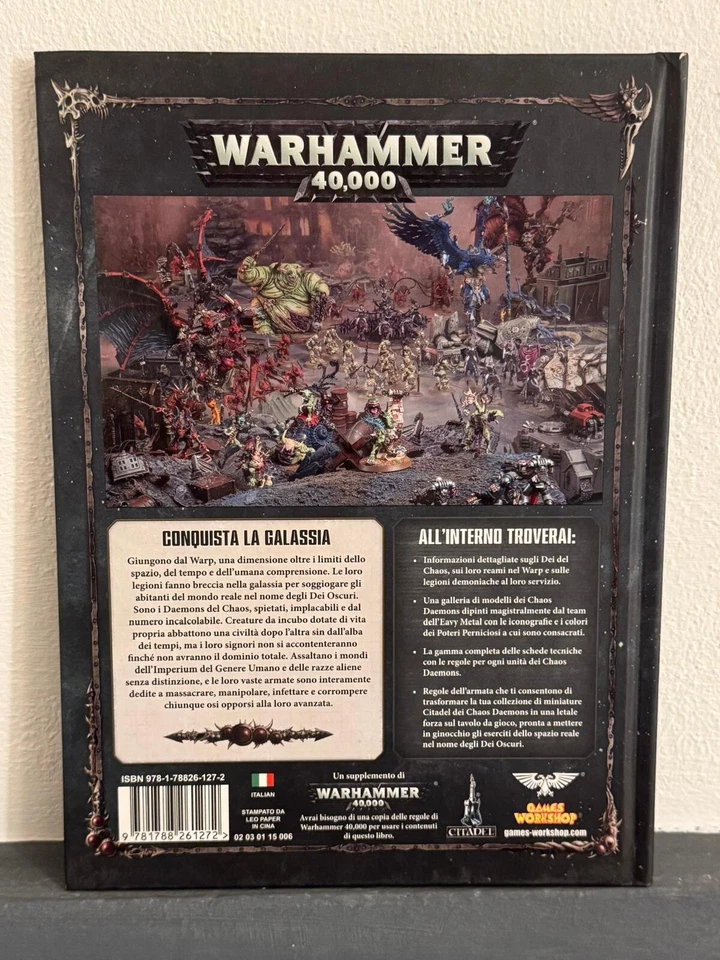 WARHAMMER
40,000
CONQUISTA LA GALASSIA
Giungono dal Warp, una dimensione oltre i limiti dello
spazio, del tempo e dell'umana comprensione. Le loro
legioni fanno breccia nella galassia per soggiogare gli
abitanti del mondo reale nel nome degli Dei Oscuri.
Sono i Daemons del Chaos, spietati, implacabili e dal
numero incalcolabile. Creature da incubo dotate di vita
propria abbattono una civiltà dopo l'altra sin dall'alba
dei tempi, ma i loro signori non si accontenteranno
finché non avranno il dominio totale. Assaltano i mondi
dell'Imperium del Genere Umano e delle razze aliene
senza distinzione, e le loro vaste armate sono interamente
dedite a massacrare, manipolare, infettare e corrompere
chiunque osi opporsi alla loro avanzata.
ALL'INTERNO TROVERAI:
• Informazioni dettagliate sugli Dei del
Chaos, sui loro reami nel Warp e sulle
legioni demoniache al loro servizio.
• Una galleria di modelli dei Chaos
Daemons dipinti magistralmente dal team
dell'Eavy Metal con le iconografie e i colori
dei Poteri Perniciosi a cui sono consacrati.
• La gamma completa delle schede tecniche
con le regole per ogni unità dei Chaos
Daemons.
• Regole dell'armata che ti consentono di
trasformare la tua collezione di miniature
Citadel dei Chaos Daemons in una letale
forza sul tavolo da gioco, pronta a mettere
in ginocchio gli eserciti dello spazio reale
nel nome degli Dei Oscuri.
ISBN 978-1-78826-127-2
9 781788 261272 >
ITALIAN
STAMPATO DA
LEO PAPER
IN CINA
02 03 01 15 006
Un supplemento di
WARHAMMER
40,000
Avrai bisogno di una copia delle regole di
Warhammer 40,000 per usare i contenuti
di questo libro.
CITADEL
GAMES
WORKSHOP
games-workshop.com